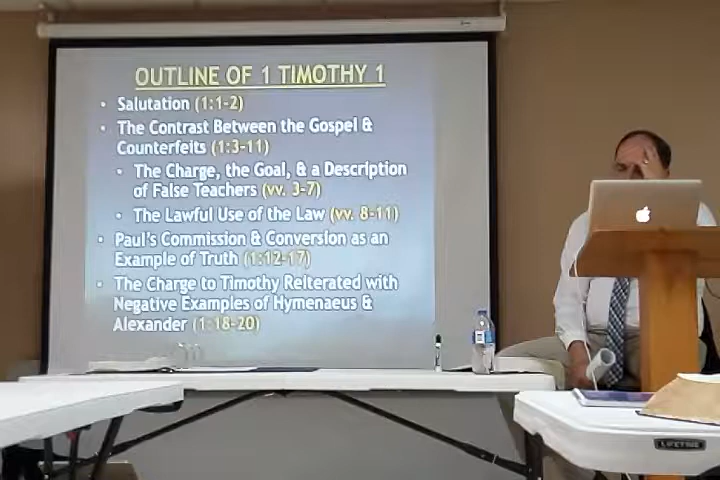 OUTLINE OF 1 TIMOTHY 1
• Salutation (1:1-2)
• The Contrast Between the Gospel &
Counterfeits (1:3-11)
• The Charge, the Goal, & a Description
of False Teachers (vv. 3-7)
• The Lawful Use of the Law (vv. 8-11)
• Paul's Commission & Conversion as an
Example of Truth (1:12-17)
• The Charge to Timothy Reiterated with
Negative Examples of Hymenaeus &
Alexander (1:18-20)
LIFETIME